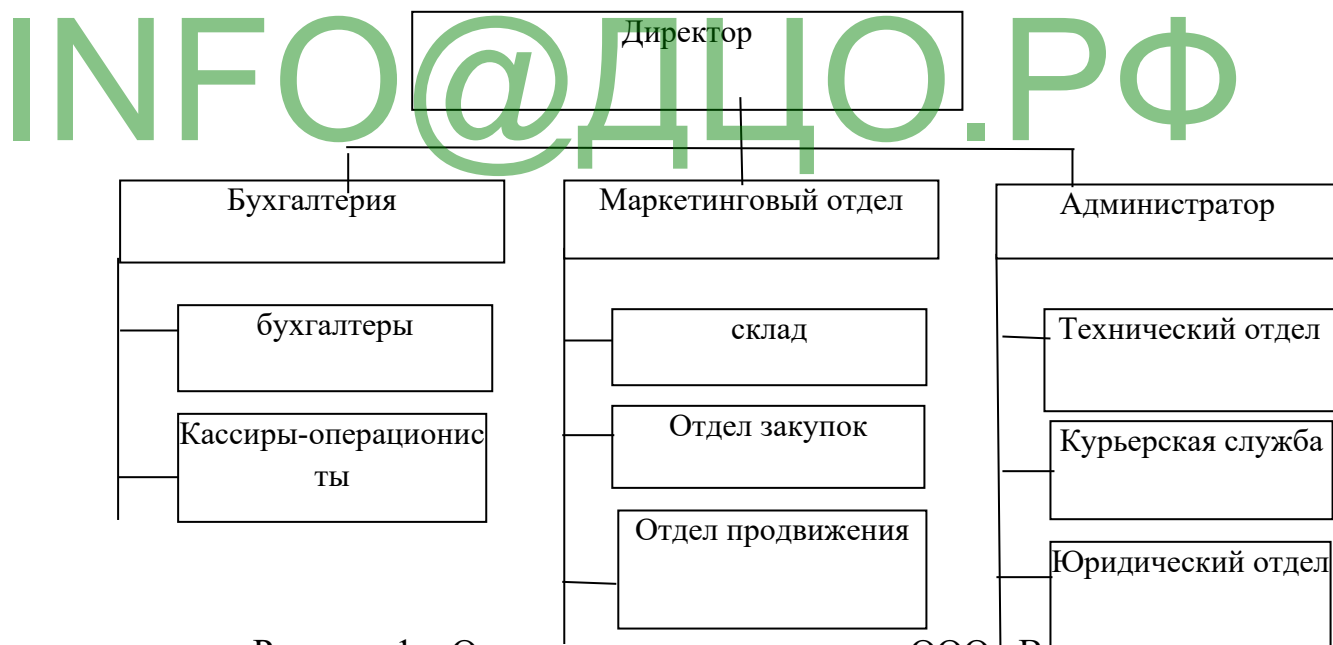 INFO@ДЦО.РФ
Директор
Бухгалтерия
Маркетинговый отдел
Администратор
бухгалтеры
склад
Технический отдел
Кассиры-операционис
ты
Отдел закупок
Курьерская служба
Отдел продвижения
Юридический отдел